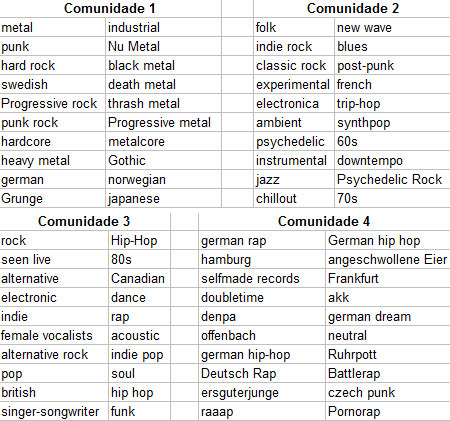 Comunidade 1 Comunidade 2
metal industrial folk new wave
punk Nu Metal indie rock blues
hard rock black metal classic rock post-punk
swedish death metal experimental french
Progressive rock thrash metal electronica trip-hop
punk rock Progressive metal ambient synthpop
hardcore metalcore psychedelic 60s
heavy metal Gothic instrumental downtempo
german norwegian jazz Psychedelic Rock
Grunge japanese chillout 70s
Comunidade 3 Comunidade 4
rock Hip-Hop german rap German hip hop
seen live 80s hamburg angeschwollene Eier
alternative Canadian selfmade records Frankfurt
electronic dance doubletime akk
indie rap denpa german dream
female vocalists acoustic offenbach neutral
alternative rock indie pop german hip-hop Ruhrpott
pop soul Deutsch Rap Battlerap
british hip hop ersguterjunge czech punk
singer-songwriter funk raaap Pornorap